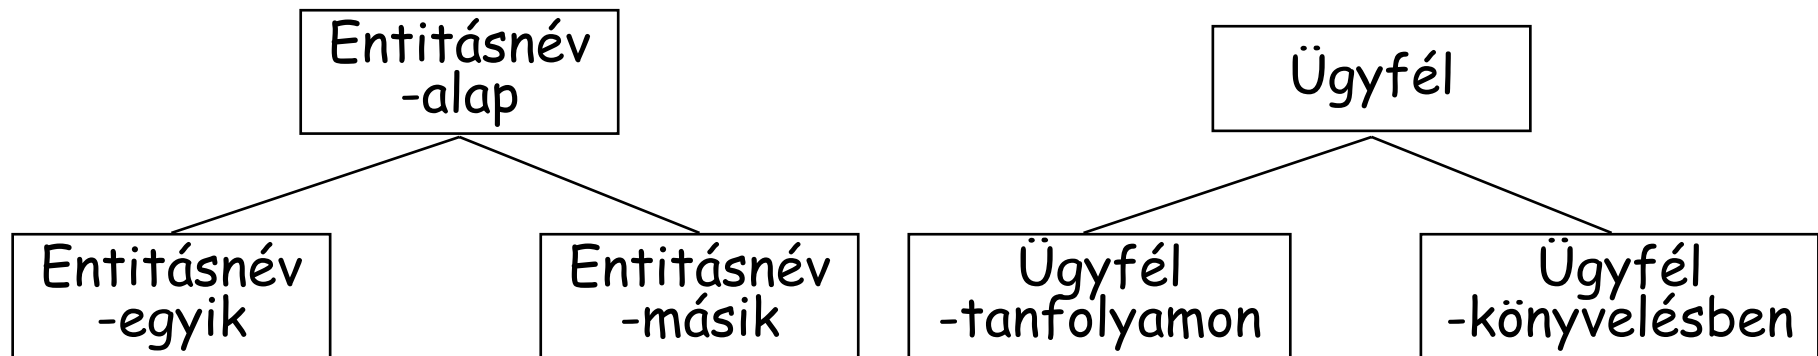 Entitásnév
-alap
Ügyfél
Entitásnév
-egyik
Entitásnév
-másik
Ügyfél
-tanfolyamon
Ügyfél
-könyvelésben